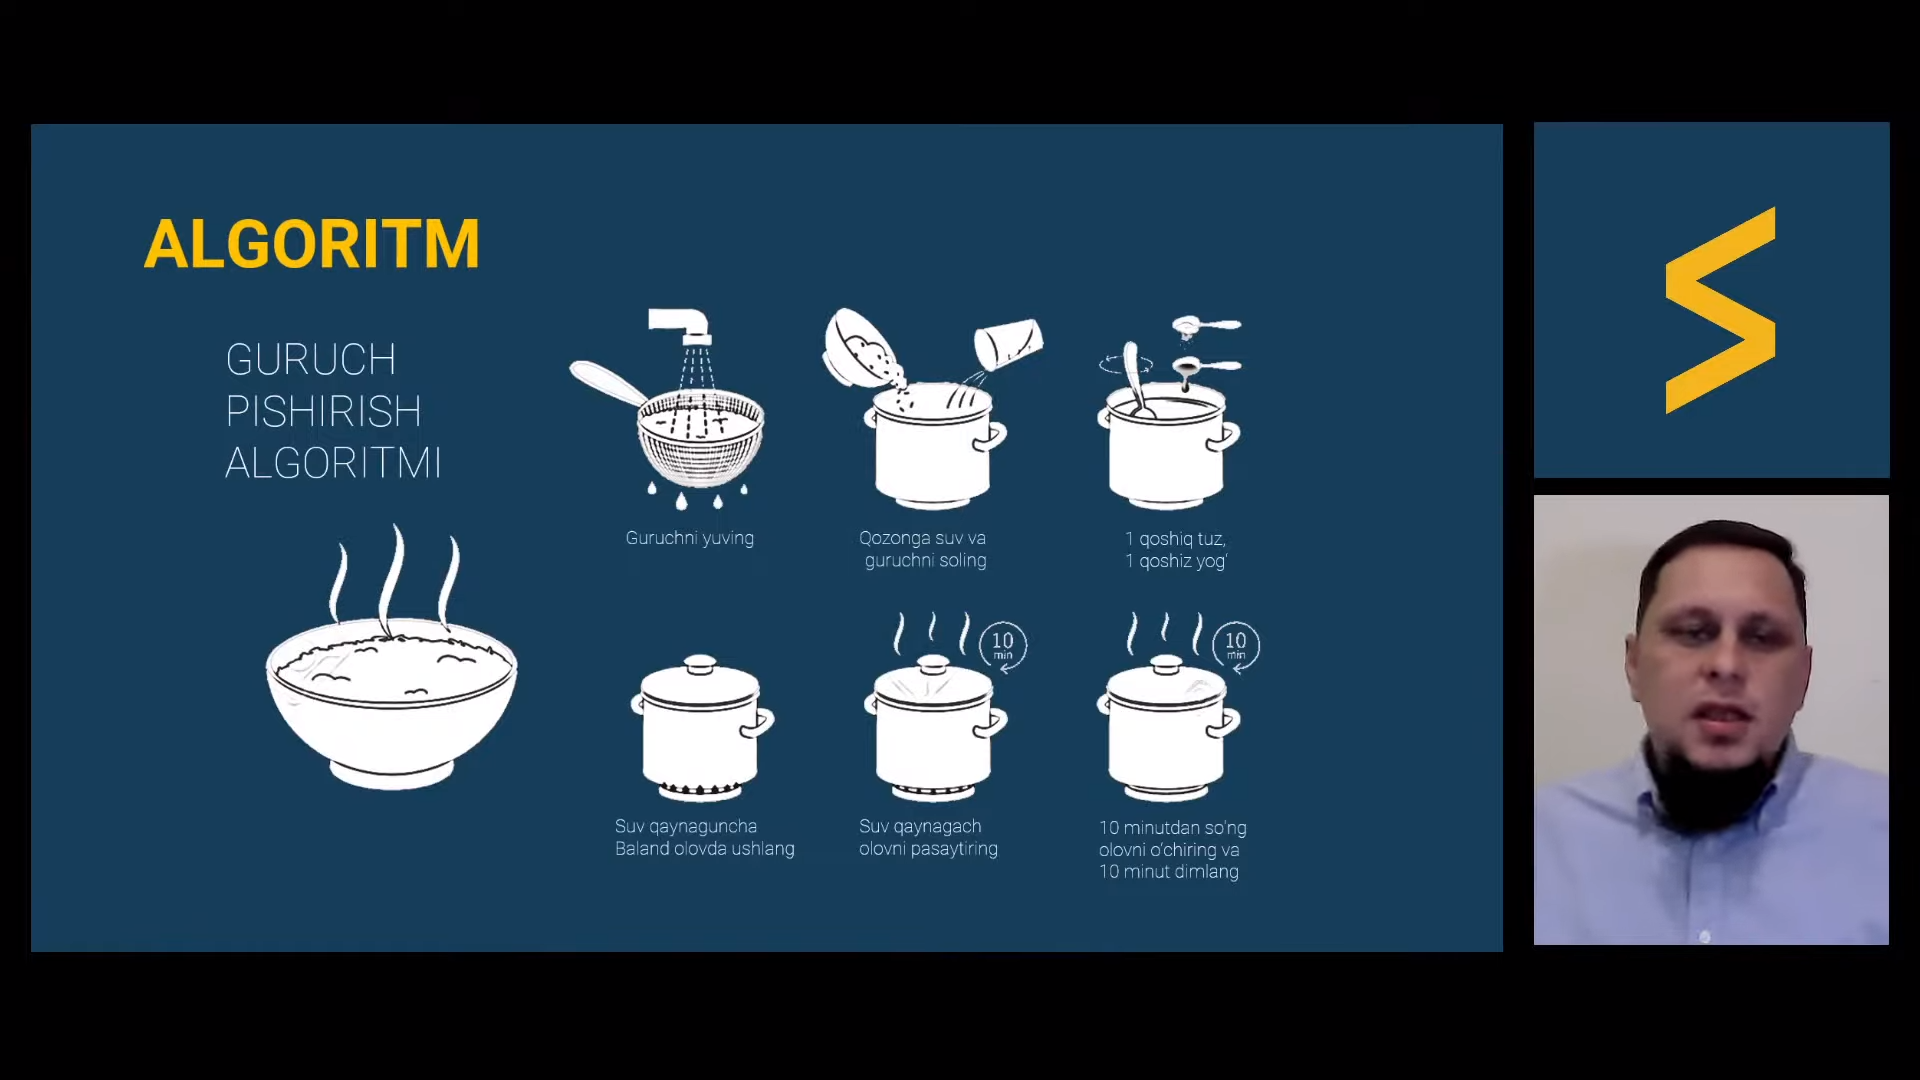 ALGORITM
GURUCH
PISHIRISH
ALGORITMI
Guruchni yuving
Qozonga suv va
guruchni soling
1 qoshiq tuz,
1 qoshiz yog‘
10
min
10
min
Suv qaynaguncha
Baland olovda ushlang
Suv qaynagach
olovni pasaytiring
10 minutdan so'ng
olovni o‘chiring va
10 minut dimlang